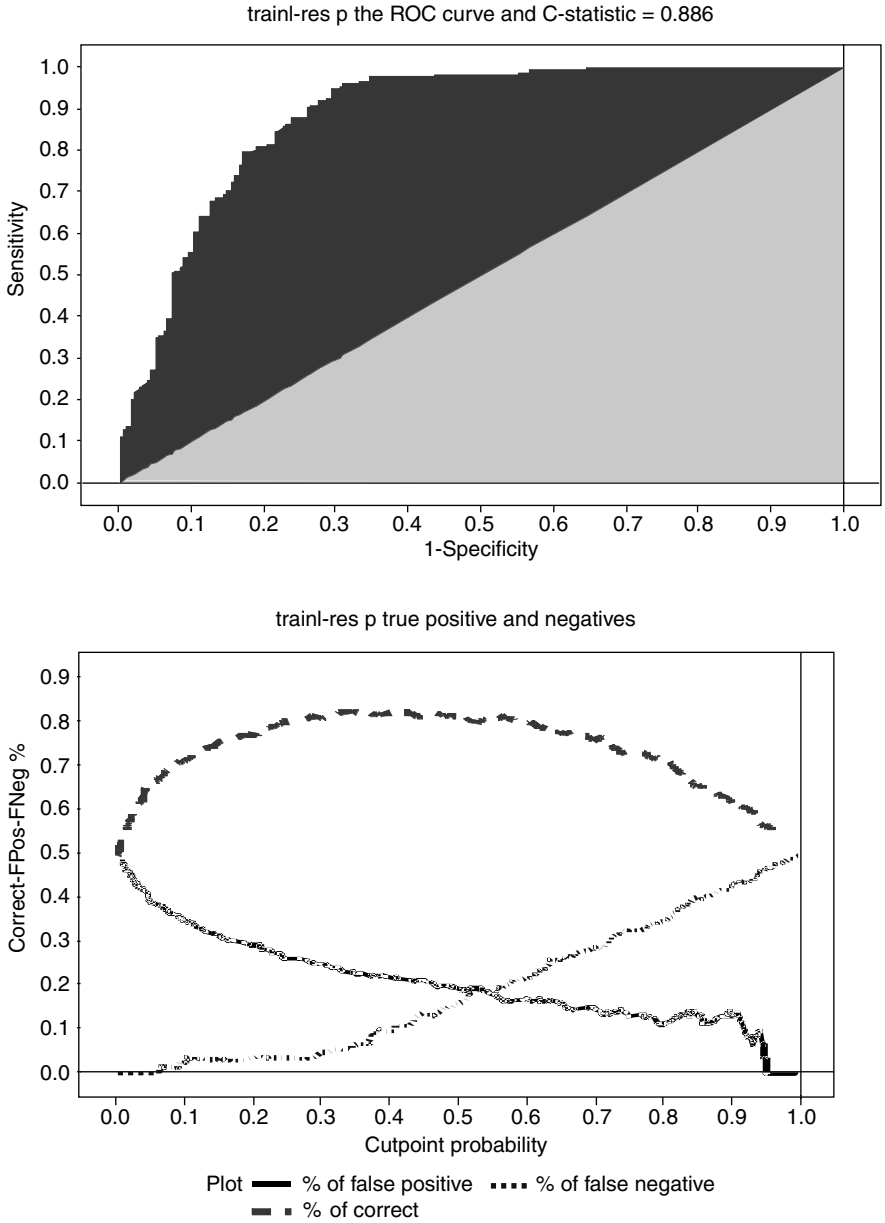 trainl-res p the ROC curve and C-statistic = 0.886
1.0
0.9
0.8
0.7
0.6
0.5
0.4
0.3
0.2
0.1
0.0
Sensitivity
0.0 0.1 0.2 0.3 0.4 0.5 0.6 0.7 0.8 0.9 1.0
1-Specificity
trainl-res p true positive and negatives
0.9
0.8
0.7
0.6
0.5
0.4
0.3
0.2
0.1
0.0
Correct-FPos-FNeg %
0.0 0.1 0.2 0.3 0.4 0.5 0.6 0.7 0.8 0.9 1.0
Cutpoint probability
Plot % of false positive % of false negative
% of correct